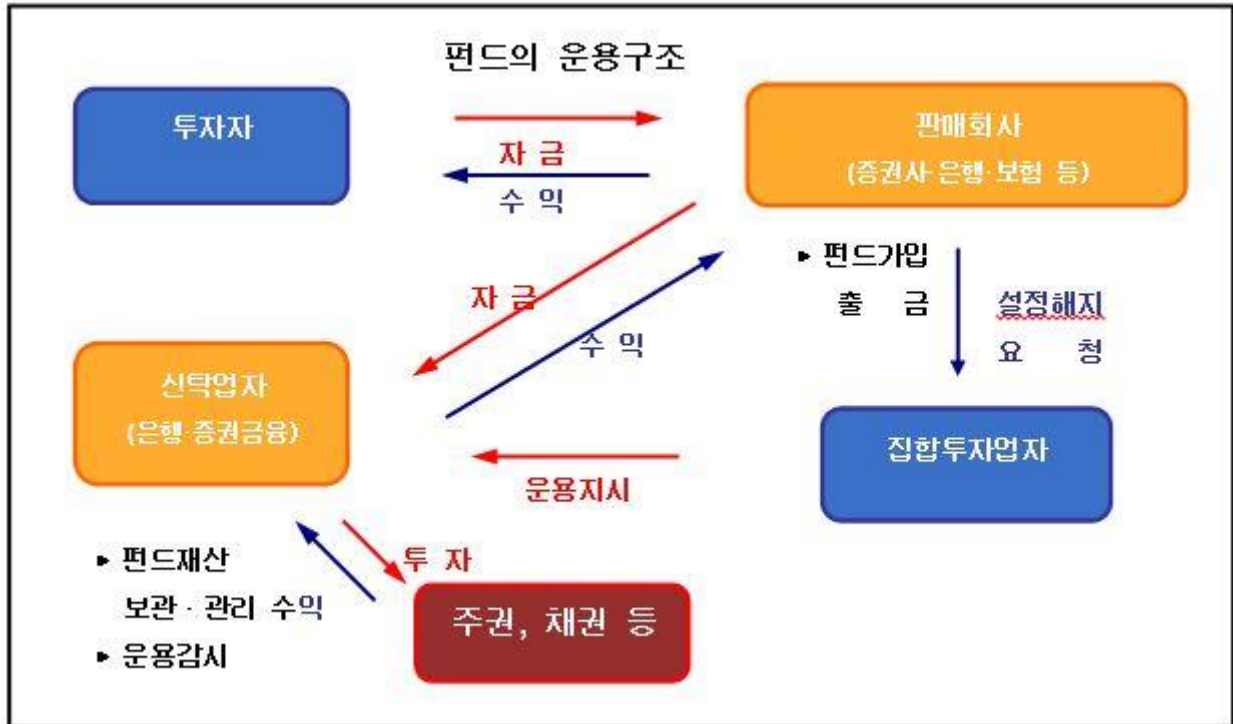 펀드의 운용구조
투자자
자 금
수 익
판매회사
(증권사·은행·보험 등)
▸ 펀드가입
출 금
설정해지
요 청
자 금
수 익
신탁업자
(은행·증권금융)
집합투자업자
운용지시
▸ 펀드재산
보관·관리 수익
▸ 운용감시
투 자
주권, 채권 등